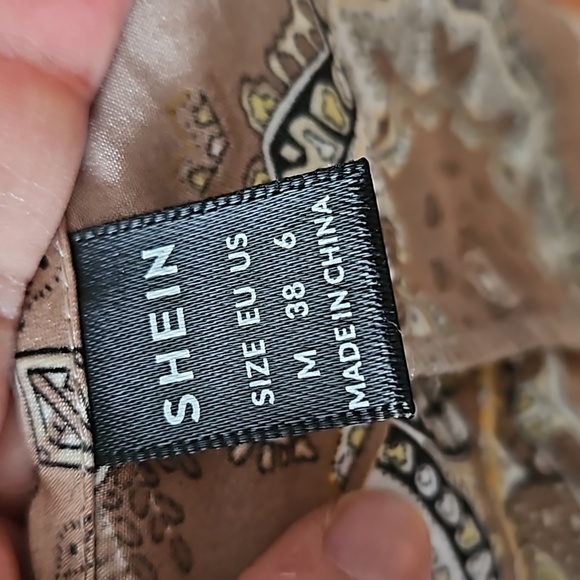 SHEIN
SIZE EU US
M 38 6
MADE IN CHINA